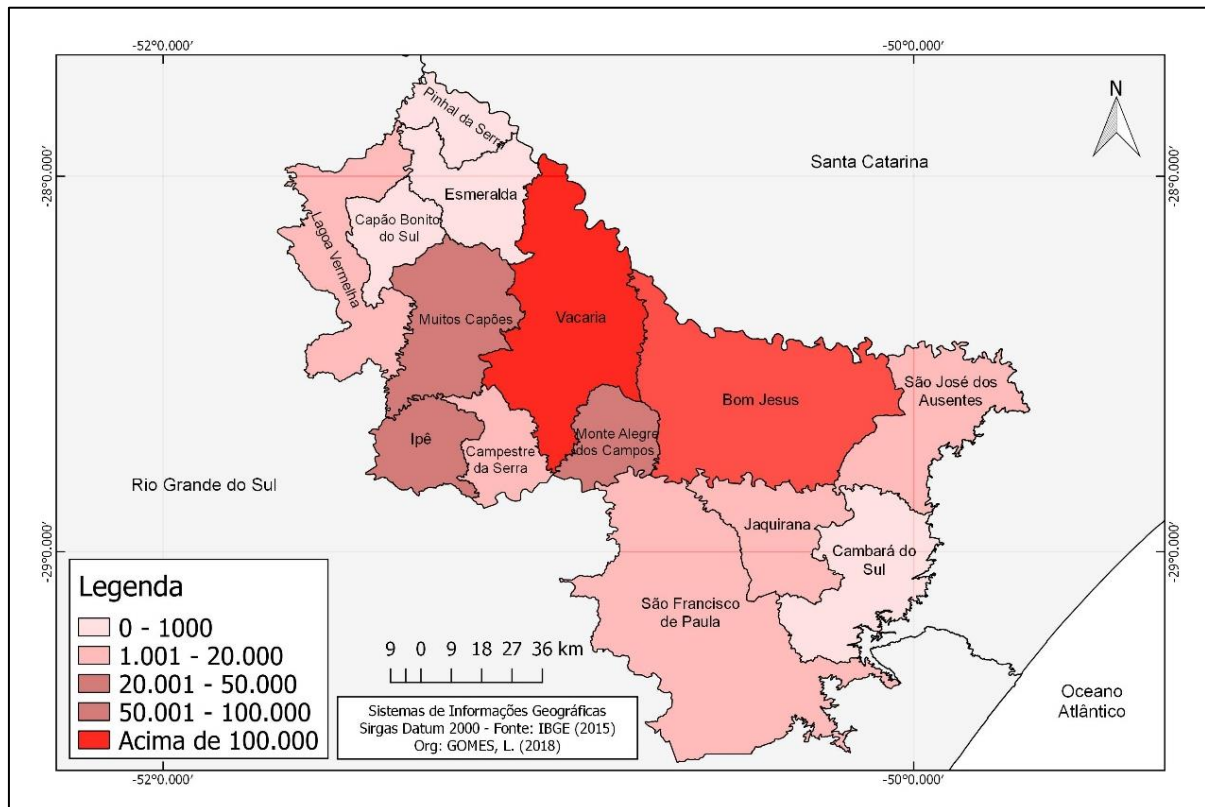 -52°0.000′
-50°0.000′
N
Pinhal da Serra
Santa Catarina
-28°0.000′
-28°0.000′
Esmeralda
Capão Bonito
do Sul
Lagoa Vermelha
Muitos Capões
Vacaria
Bom Jesus
São José dos
Ausentes
Ipê
Campestre
da Serra
Monte Alegre
dos Campos
Rio Grande do Sul
Jaquirana
Cambará do
Sul
-29°0.000′
-29°0.000′
São Francisco
de Paula
Legenda
0 - 1000
1.001 - 20.000
20.001 - 50.000
50.001 - 100.000
Acima de 100.000
9 0 9 18 27 36 km
Sistemas de Informações Geográficas
Sirgas Datum 2000 - Fonte: IBGE (2015)
Org: GOMES, L. (2018)
Oceano
Atlântico
-52°0.000′
-50°0.000′